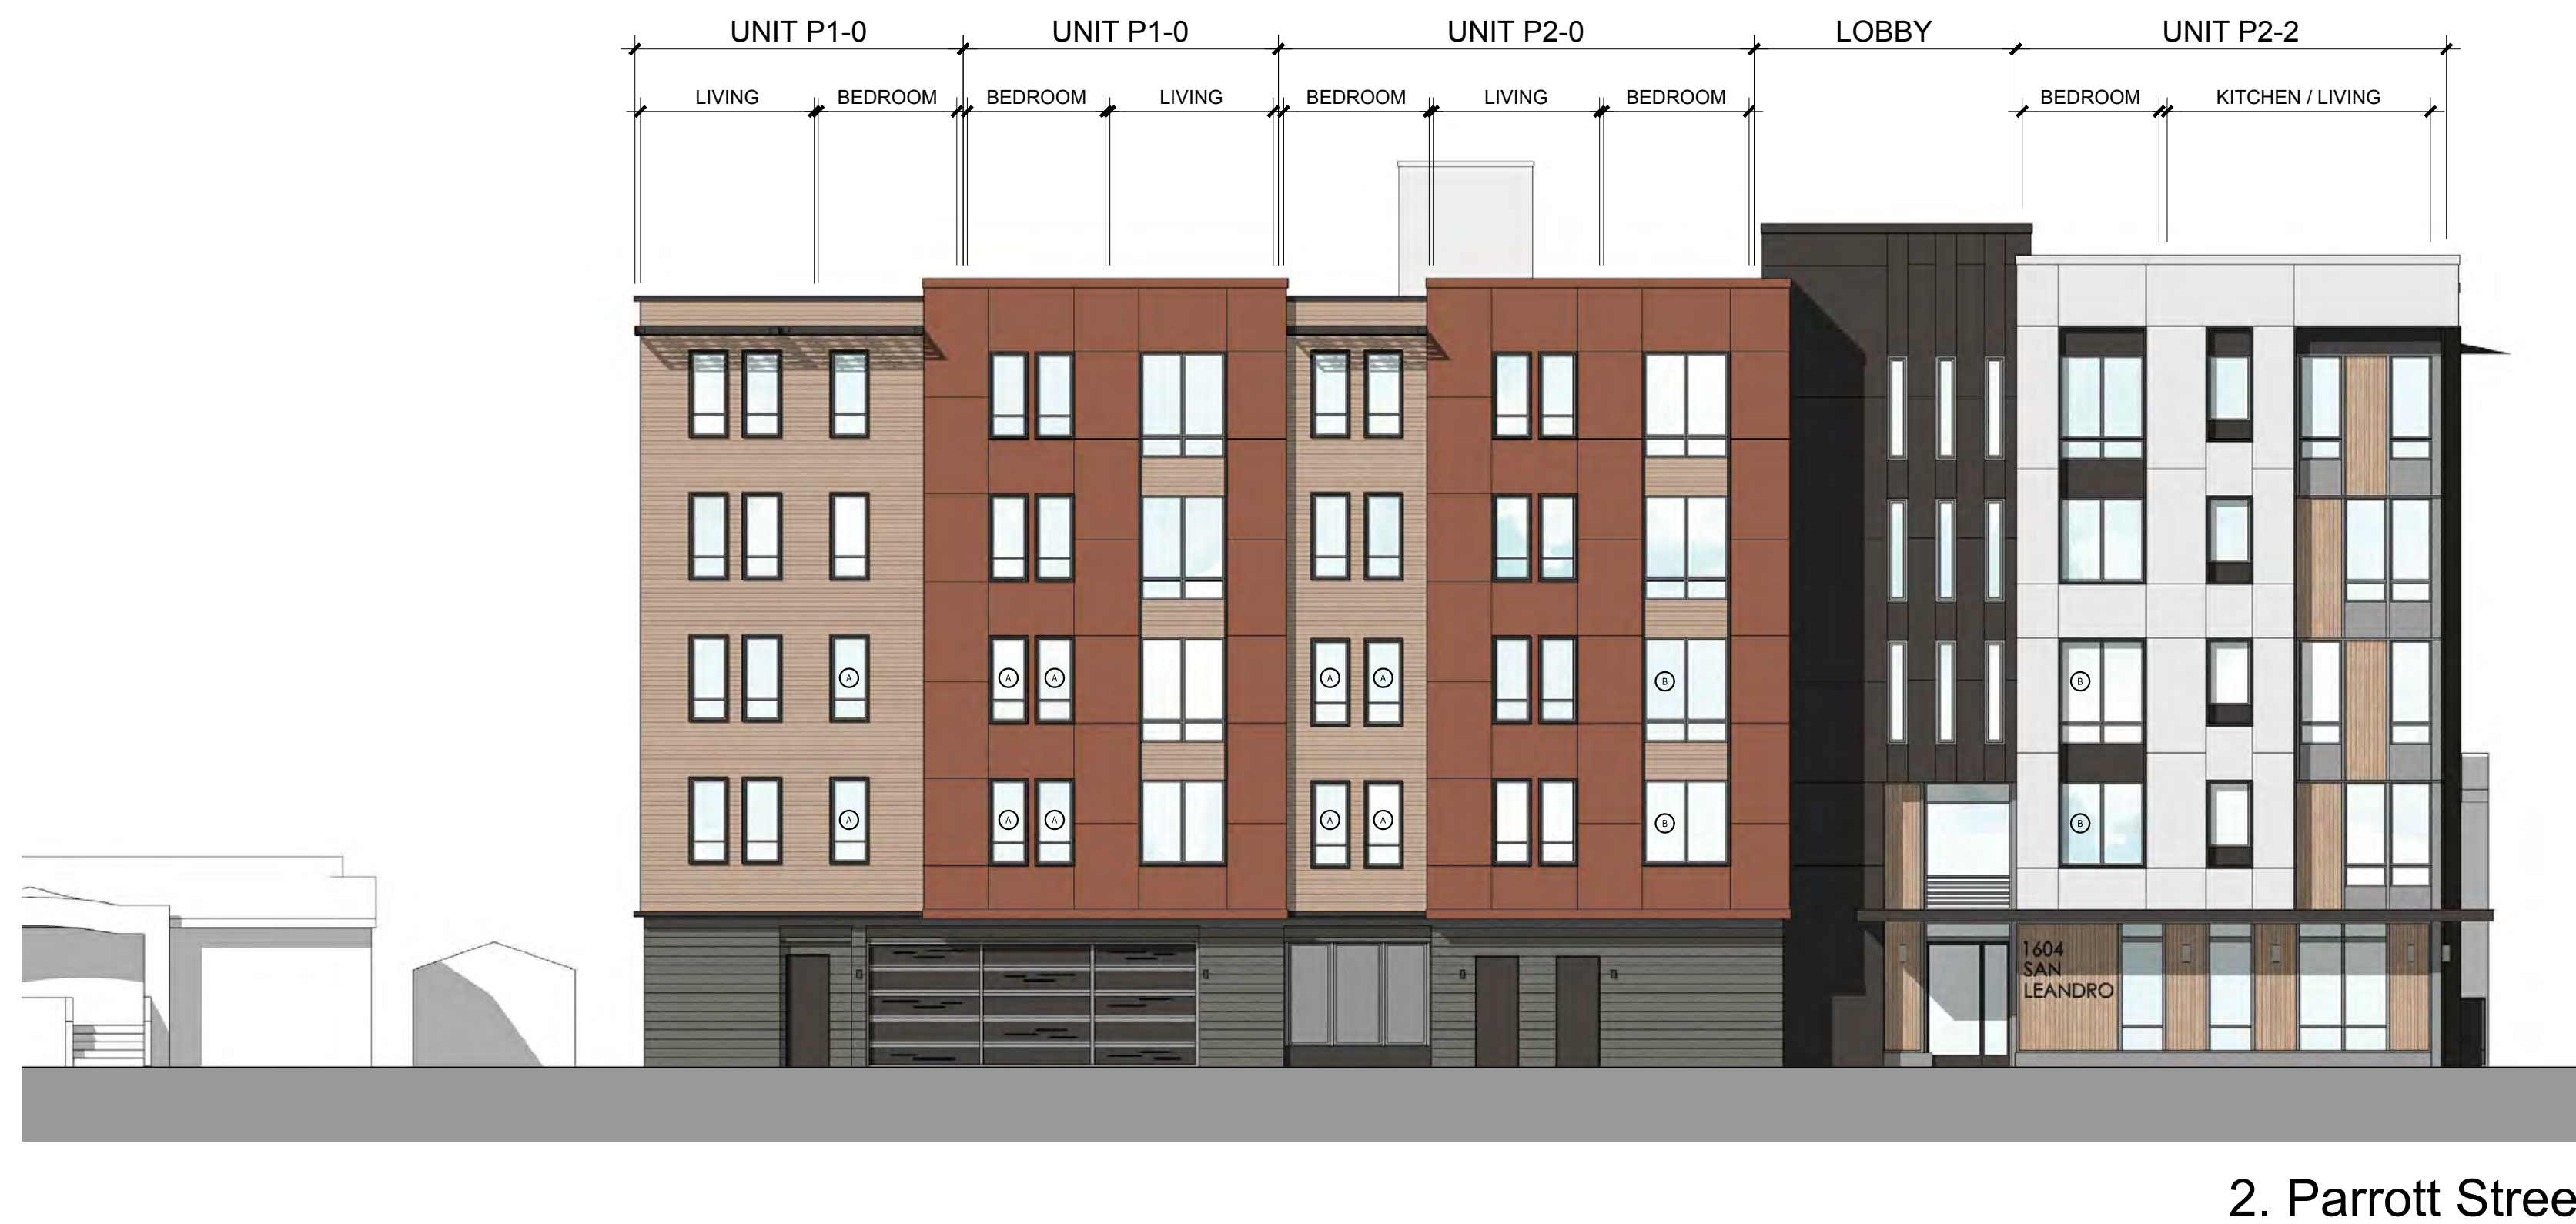 UNIT P1-0 UNIT P1-0 UNIT P2-0 LOBBY UNIT P2-2
LIVING BEDROOM BEDROOM LIVING BEDROOM LIVING BEDROOM BEDROOM KITCHEN / LIVING
A A A A A B B
A A A A A B B
1604
SAN
LEANDRO
2. Parrott Stree